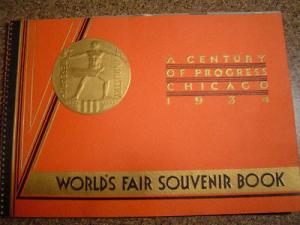 A CENTURY
OF PROGRESS
CHICAGO
1934
WORLD'S FAIR SOUVENIR BOOK